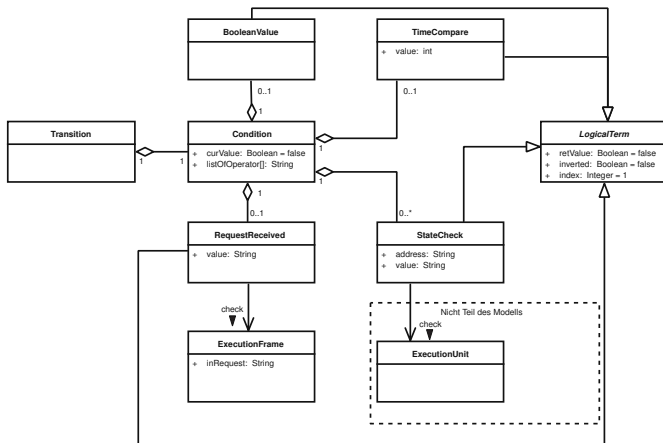 BooleanValue
TimeCompare
+ value: int
0..1
1
0..1
1
Transition
1
1
Condition
+ curValue: Boolean = false
+ listOfOperator[]: String
LogicalTerm
+ retValue: Boolean = false
+ inverted: Boolean = false
+ index: Integer = 1
1
1
0..1
0..*
RequestReceived
+ value: String
StateCheck
+ address: String
+ value: String
check
Nicht Teil des Modells
check
ExecutionFrame
+ inRequest: String
ExecutionUnit